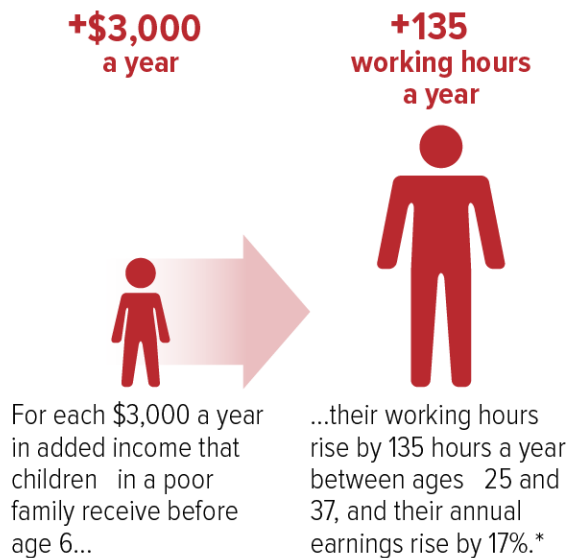 +$3,000
a year
+135
working hours
a year
For each $3,000 a year
in added income that
children in a poor
family receive before
age 6...
...their working hours
rise by 135 hours a year
between ages 25 and
37, and their annual
earnings rise by 17%.*